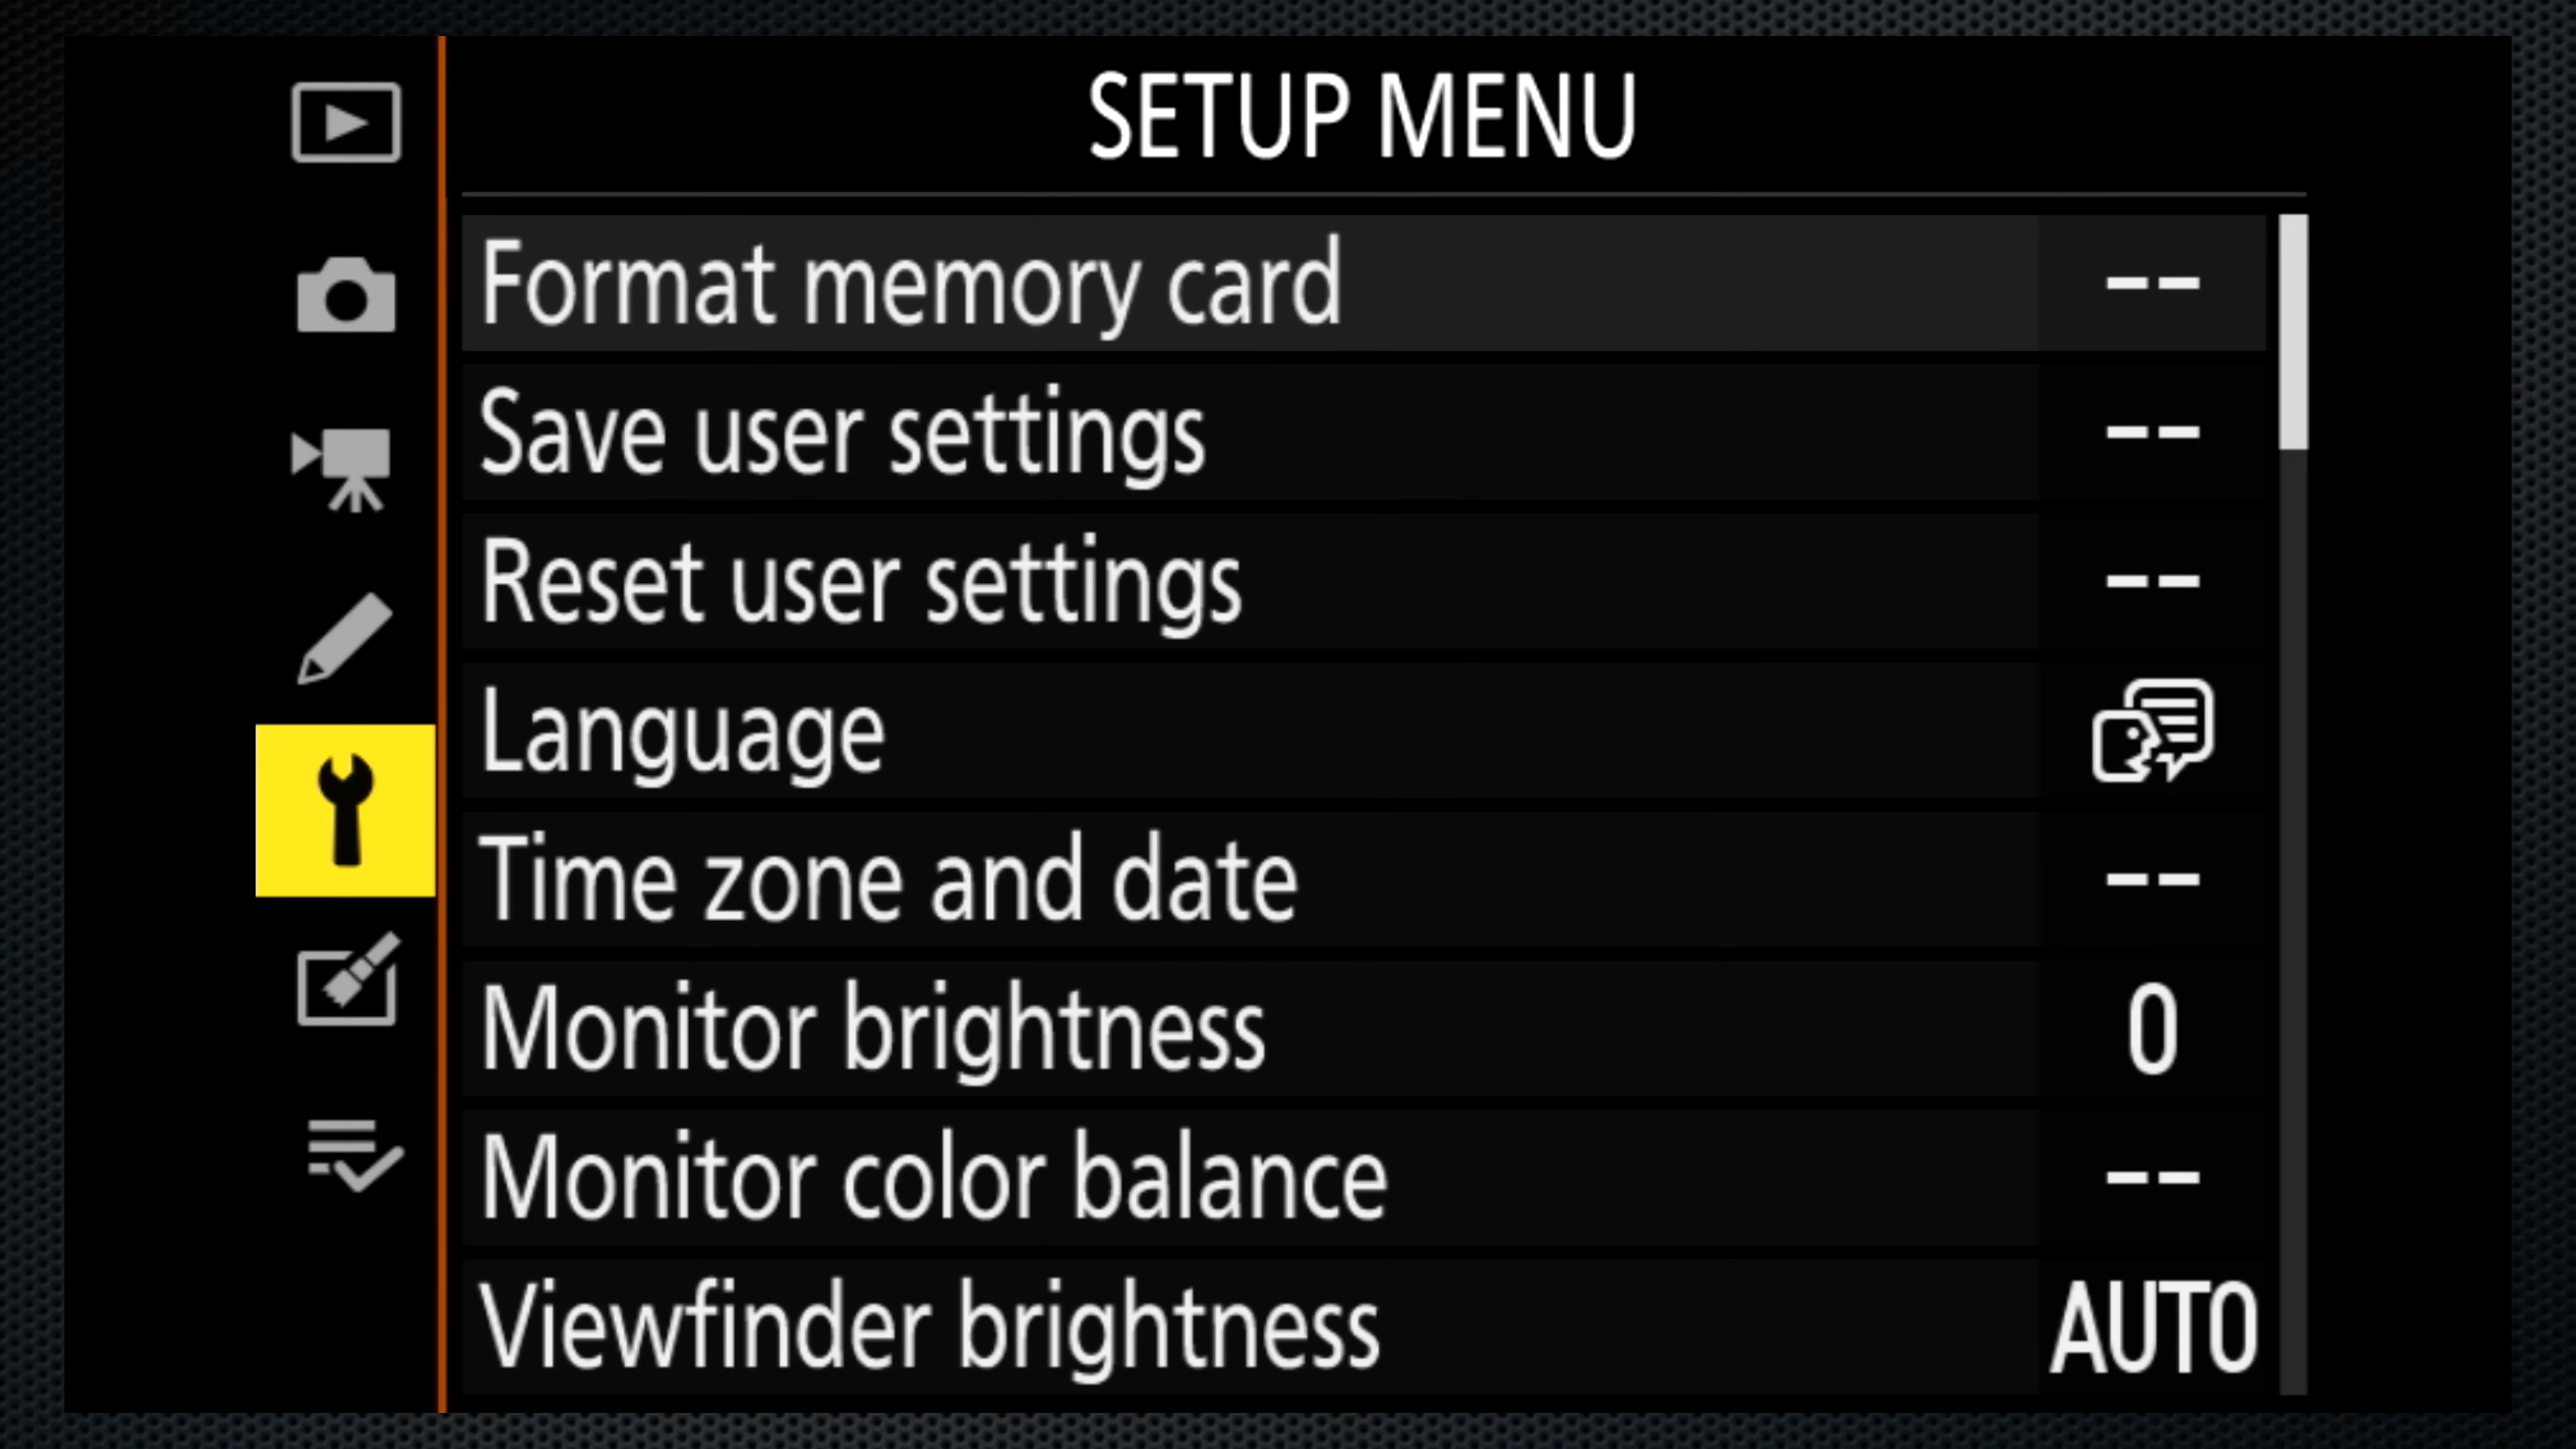 SETUP MENU
Format memory card --
Save user settings --
Reset user settings --
Language
Time zone and date --
Monitor brightness 0
Monitor color balance --
Viewfinder brightness AUTO